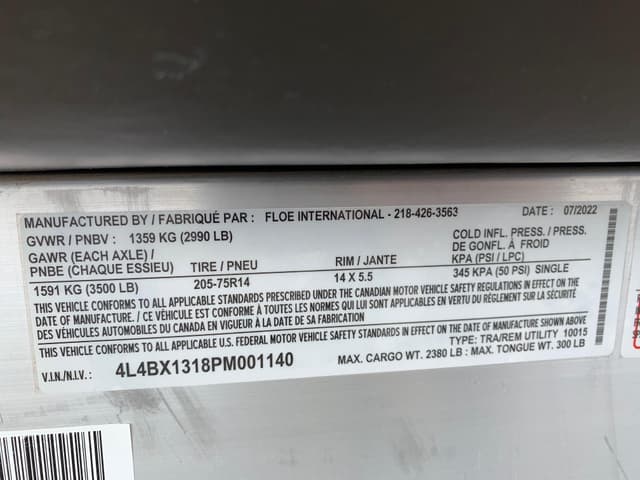 MANUFACTURED BY / FABRIQUÉ PAR : FLOE INTERNATIONAL - 218-426-3563 DATE : 07/2022
GVWR / PNBV : 1359 KG (2990 LB)
GAWR (EACH AXLE) /
PNBE (CHAQUE ESSIEU) TIRE / PNEU RIM / JANTE
COLD INFL. PRESS. / PRESS.
DE GONFL. À FROID
KPA (PSI / LPC)
1591 KG (3500 LB) 205-75R14 14 X 5.5 345 KPA (50 PSI) SINGLE
THIS VEHICLE CONFORMS TO ALL APPLICABLE STANDARDS PRESCRIBED UNDER THE CANADIAN MOTOR VEHICLE SAFETY REGULATIONS IN EFFECT ON THE
DATE OF MANUFACTURE. / CE VÉHICULE EST CONFORME À TOUTES LES NORMES QUI LUI SONT APPLICABLES EN VERTU DU RÈGLEMENT SUR LA SÉCURITÉ
DES VÉHICULES AUTOMOBILES DU CANADA EN VIGUEUR À LA DATE DE SA FABRICATION
THIS VEHICLE CONFORMS TO ALL APPLICABLE U.S. FEDERAL MOTOR VEHICLE SAFETY STANDARDS IN EFFECT ON THE DATE OF MANUFACTURE SHOWN ABOVE.
TYPE: TRA/REM UTILITY 10015
V.I.N./N.I.V.: 4L4BX1318PM001140 MAX. CARGO WT. 2380 LB : MAX. TONGUE WT. 300 LB